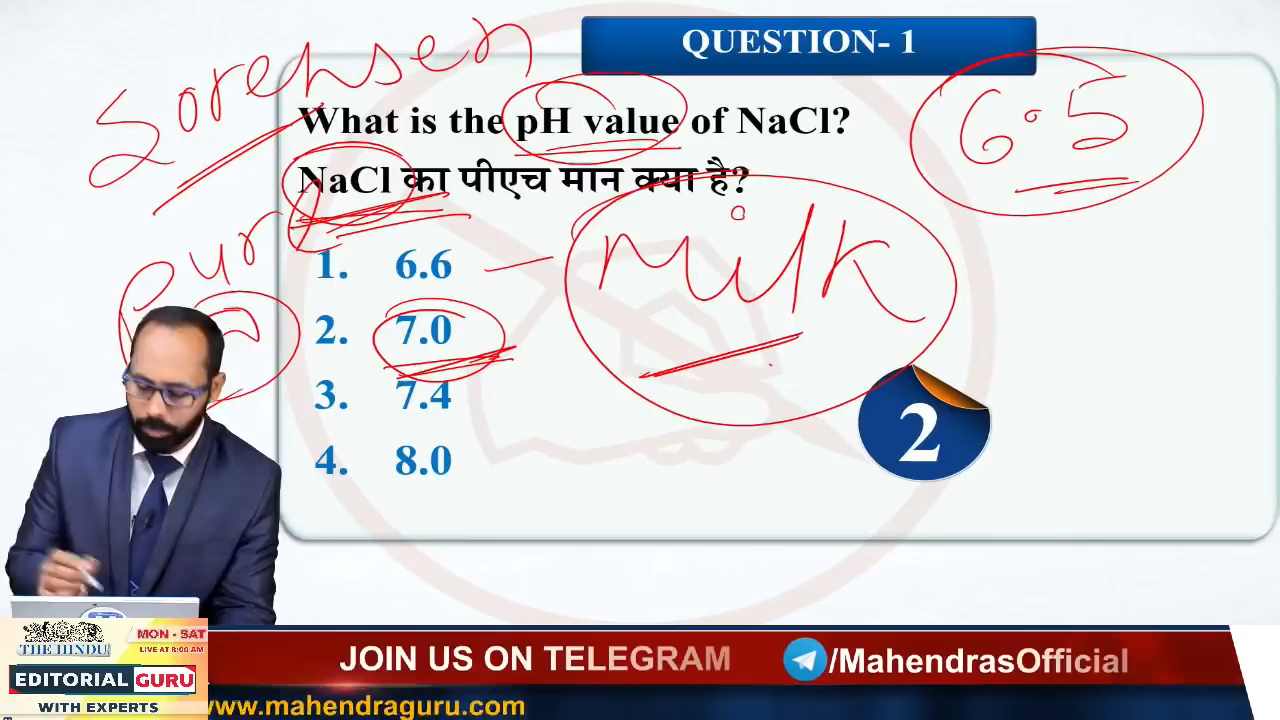 QUESTION- 1
Sorensen
What is the pH value of NaCl?
6.5
NaCl का पीएच मान क्या है?
Pur
1. 6.6
Milk
2. 7.0
3. 7.4
4. 8.0
2
THE HINDU
MON - SAT
LIVE AT 8:00 AM
EDITORIAL GURU
WITH EXPERTS
JOIN US ON TELEGRAM
/MahendrasOfficial
www.mahendraguru.com